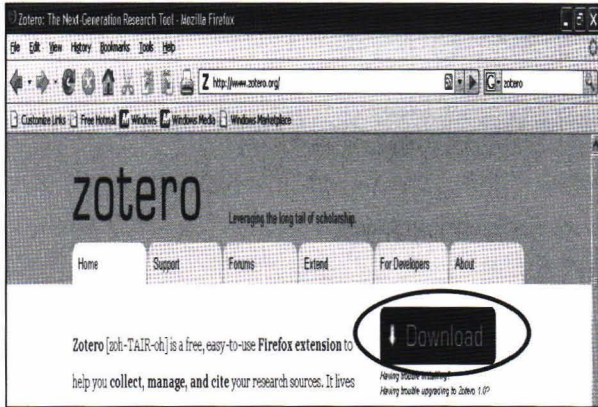 Zotero: The Next-Generation Research Tool - Mozilla Firefox
File Edit View History Bookmarks Tools Help
Z http://www.zotero.org/ G zotero
Customize Links Free Hotmail Windows Windows Media Windows Marketplace
zotero Leveraging the long tail of scholarship.
Home Support Forums Extend For Developers About
Download
Zotero [zoh-TAIR-oh] is a free, easy-to-use Firefox extension to
Having trouble installing?
help you collect, manage, and cite your research sources. It lives
Having trouble upgrading to Zotero 1.0?